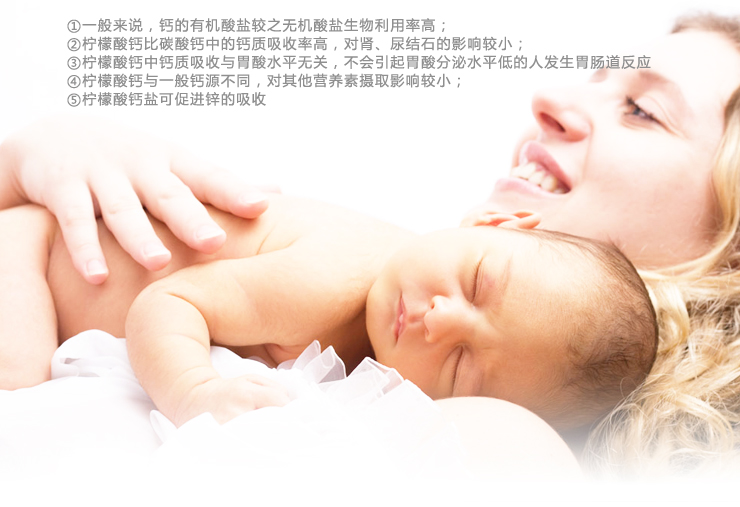 ①一般来说，钙的有机酸盐较之无机酸盐生物利用率高；
②柠檬酸钙比碳酸钙中的钙质吸收率高，对肾、尿结石的影响较小；
③柠檬酸钙中钙质吸收与胃酸水平无关，不会引起胃酸分泌水平低的人发生胃肠道反应
④柠檬酸钙与一般钙源不同，对其他营养素摄取影响较小；
⑤柠檬酸钙盐可促进锌的吸收